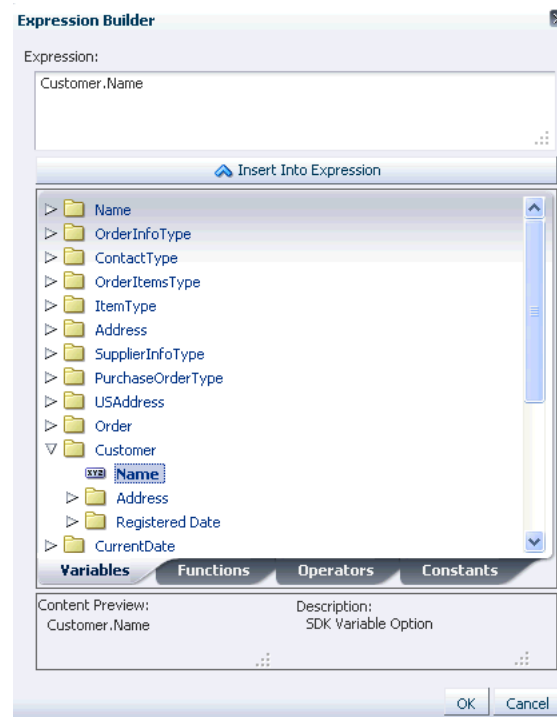 Expression Builder
Expression:
Customer.Name
Insert Into Expression
Name
OrderInfoType
ContactType
OrderItemsType
ItemType
Address
SupplierInfoType
PurchaseOrderType
USAddress
Order
Customer
XYZ Name
Address
Registered Date
CurrentDate
Variables Functions Operators Constants
Content Preview: Description:
Customer.Name SDK Variable Option
OK Cancel